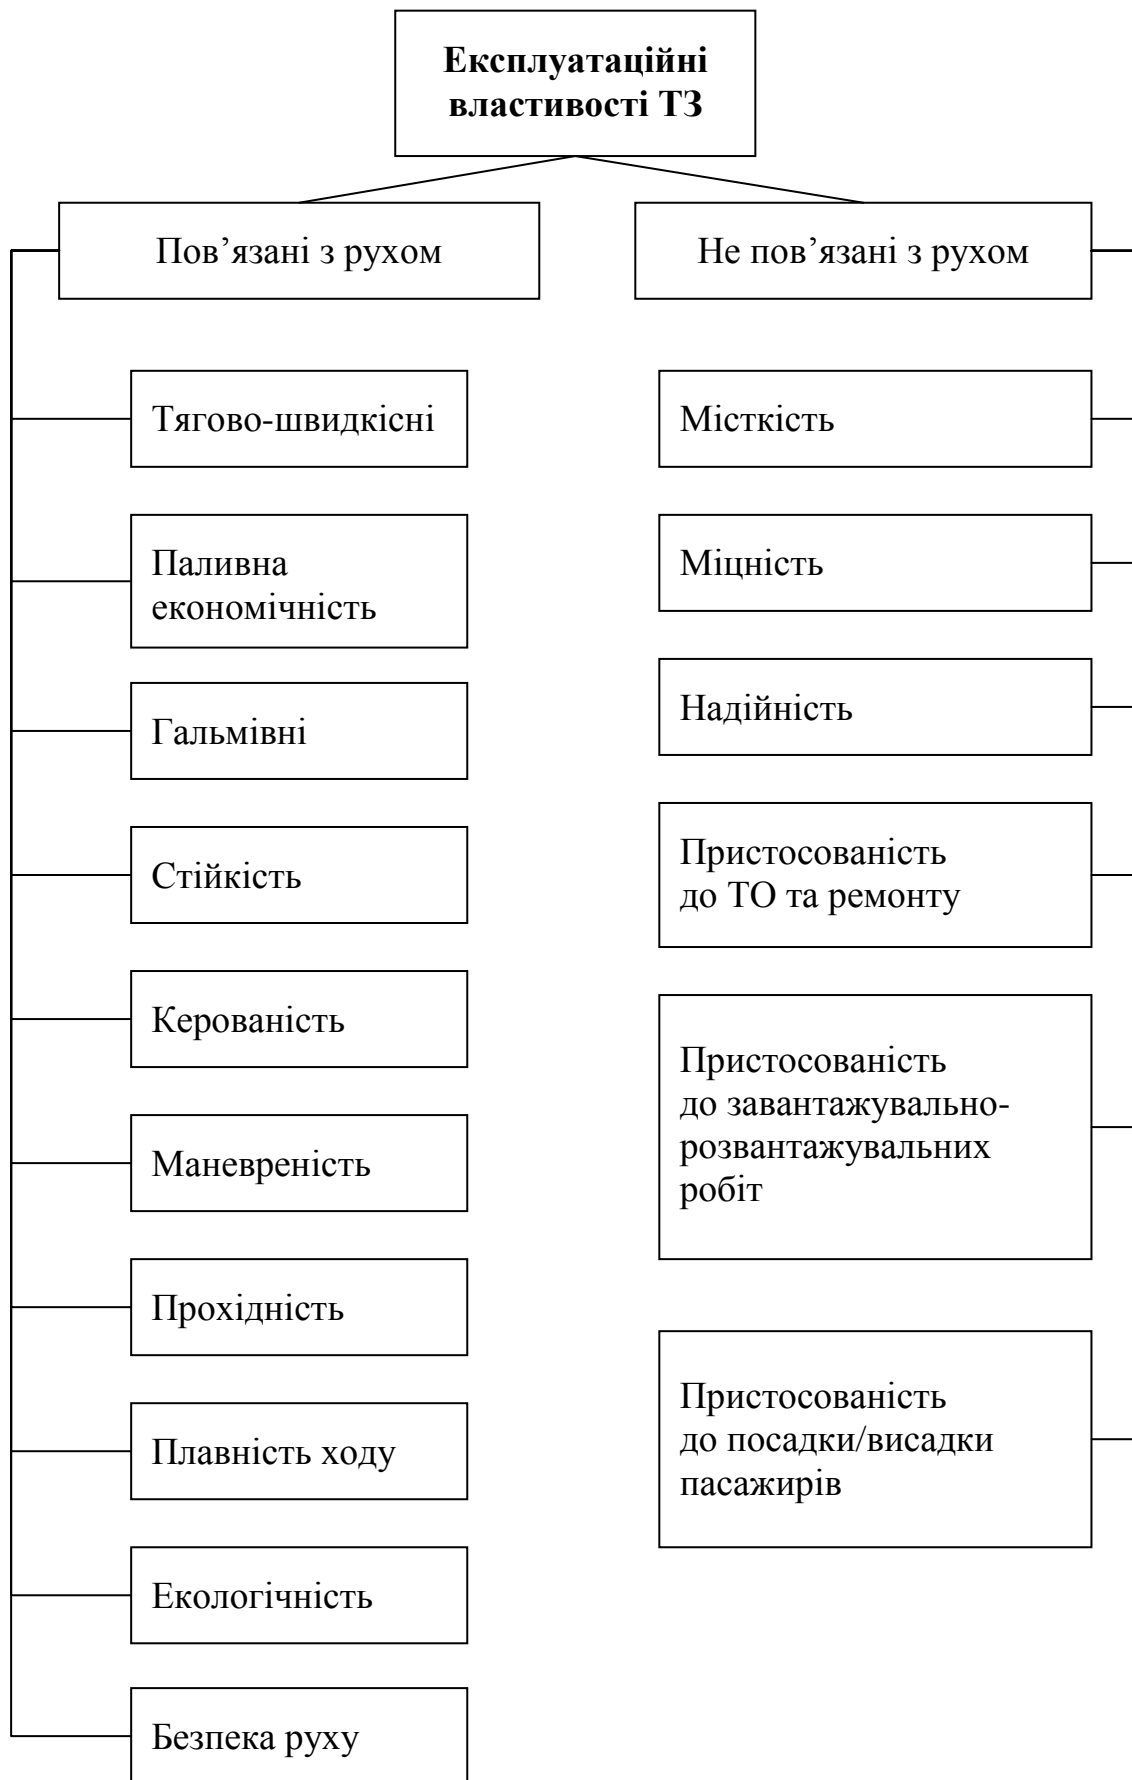 Експлуатаційні
властивості ТЗ
Пов’язані з рухом
Не пов’язані з рухом
Тягово-швидкісні
Паливна
економічність
Гальмівні
Стійкість
Керованість
Маневреність
Прохідність
Плавність ходу
Екологічність
Безпека руху
Місткість
Міцність
Надійність
Пристосованість
до ТО та ремонту
Пристосованість
до завантажувально-
розвантажувальних
робіт
Пристосованість
до посадки/висадки
пасажирів